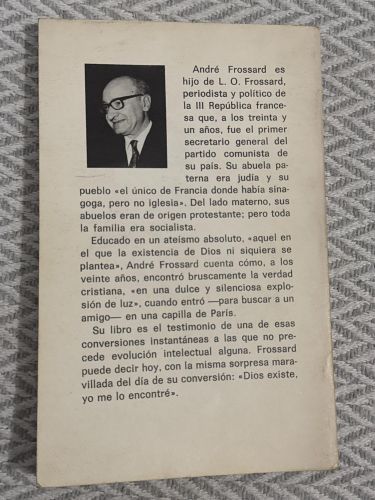 André Frossard es
hijo de L. O. Frossard,
periodista y político de
la III República france-
sa que, a los treinta y
un años, fue el primer
secretario general del
partido comunista de
su país. Su abuela pa-
terna era judía y su
pueblo «el único de Francia donde había sina-
goga, pero no iglesia». Del lado materno, sus
abuelos eran de origen protestante; pero toda
la familia era socialista.
Educado en un ateísmo absoluto, «aquel en
el que la existencia de Dios ni siquiera se
plantea», André Frossard cuenta cómo, a los
veinte años, encontró bruscamente la verdad
cristiana, «en una dulce y silenciosa explo-
sión de luz», cuando entró —para buscar a un
amigo— en una capilla de París.
Su libro es el testimonio de una de esas
conversiones instantáneas a las que no pre-
cede evolución intelectual alguna. Frossard
puede decir hoy, con la misma sorpresa mara-
villada del día de su conversión: «Dios existe,
yo me lo encontré».